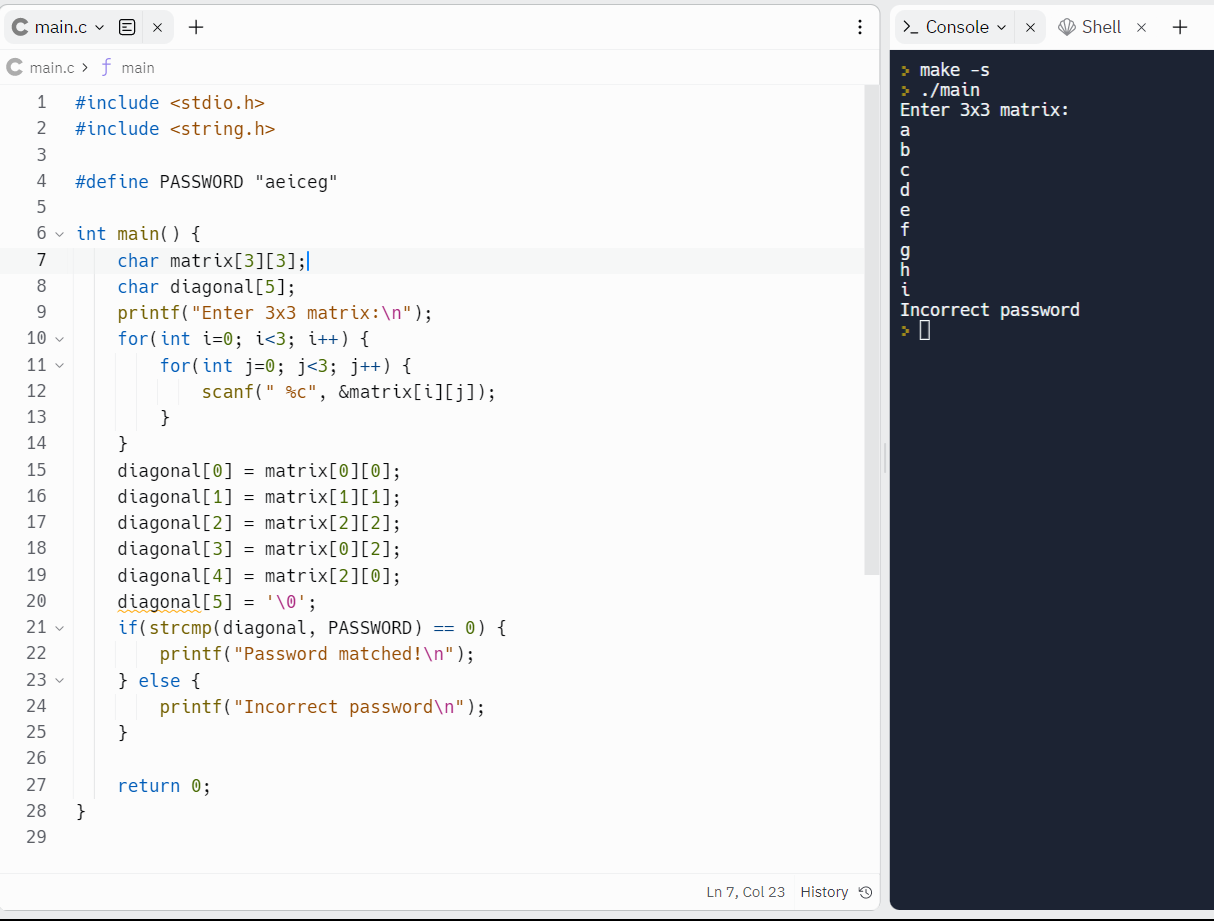 main.c
main.c > f main
1 #include <stdio.h>
2 #include <string.h>
3
4 #define PASSWORD "aeiceg"
5
6 int main() {
7     char matrix[3][3];
8     char diagonal[5];
9     printf("Enter 3x3 matrix:\n");
10     for(int i=0; i<3; i++) {
11         for(int j=0; j<3; j++) {
12             scanf(" %c", &matrix[i][j]);
13         }
14     }
15     diagonal[0] = matrix[0][0];
16     diagonal[1] = matrix[1][1];
17     diagonal[2] = matrix[2][2];
18     diagonal[3] = matrix[0][2];
19     diagonal[4] = matrix[2][0];
20     diagonal[5] = '\0';
21     if(strcmp(diagonal, PASSWORD) == 0) {
22         printf("Password matched!\n");
23     } else {
24         printf("Incorrect password\n");
25     }
26
27     return 0;
28 }
29
Ln 7, Col 23 History
>_ Console Shell
> make -s
> ./main
Enter 3x3 matrix:
a
b
c
d
e
f
g
h
i
Incorrect password
>